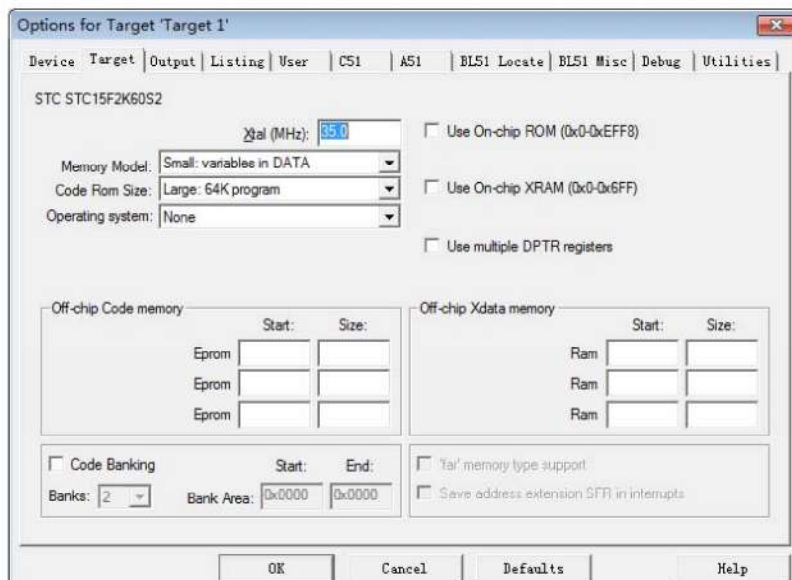 Options for Target 'Target 1'
Device Target Output Listing User C51 A51 BL51 Locate BL51 Misc Debug Utilities
STC STC15F2K60S2
Xtal (MHz): 35.0
Use On-chip ROM (0x0-0xEFF8)
Memory Model: Small: variables in DATA
Code Rom Size: Large: 64K program
Use On-chip XRAM (0x0-0x6FF)
Operating system: None
Use multiple DPTR registers
Off-chip Code memory
Start: Size:
Eprom
Eprom
Eprom
Off-chip Xdata memory
Start: Size:
Ram
Ram
Ram
Code Banking Start: End:
Banks: 2 Bank Area: 0x0000 0x0000
'far' memory type support
Save address extension SFR in interrupts
OK Cancel Defaults Help